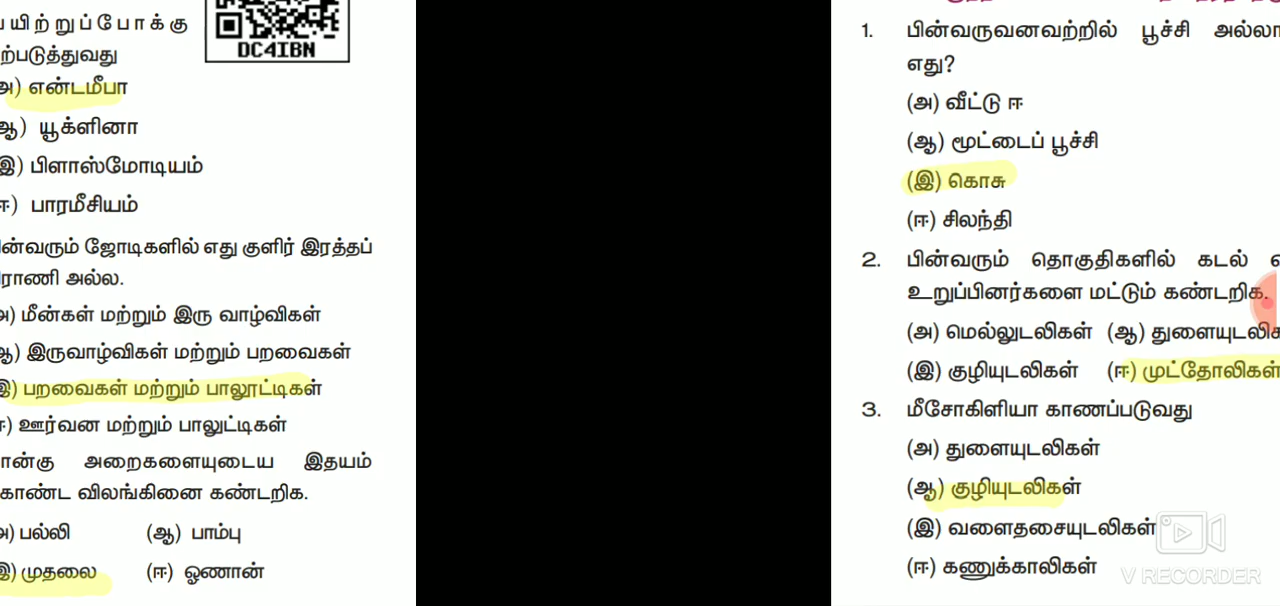 யிற்றுப்போக்கு
ற்படுத்துவது
DC4IBN
அ) என்டமீபா
ஆ) யூக்ளினா
இ) பிளாஸ்மோடியம்
ஈ) பாரமீசியம்
ின்வரும் ஜோடிகளில் எது குளிர் இரத்தப்
ிராணி அல்ல.
அ) மீன்கள் மற்றும் இரு வாழ்விகள்
ஆ) இருவாழ்விகள் மற்றும் பறவைகள்
இ) பறவைகள் மற்றும் பாலூட்டிகள்
ஈ) ஊர்வன மற்றும் பாலுட்டிகள்
ான்கு அறைகளையுடைய இதயம்
காண்ட விலங்கினை கண்டறிக.
அ) பல்லி (ஆ) பாம்பு
இ) முதலை (ஈ) ஓணான்
1. பின்வருவனவற்றில் பூச்சி அல்லா
எது?
(அ) வீட்டு ஈ
(ஆ) மூட்டைப் பூச்சி
(இ) கொசு
(ஈ) சிலந்தி
2. பின்வரும் தொகுதிகளில் கடல்
உறுப்பினர்களை மட்டும் கண்டறிக.
(அ) மெல்லுடலிகள் (ஆ) துளையுடலிக
(இ) குழியுடலிகள் (ஈ) முட்தோலிகள்
3. மீசோகிளியா காணப்படுவது
(அ) துளையுடலிகள்
(ஆ) குழியுடலிகள்
(இ) வளைதசையுடலிகள்
(ஈ) கணுக்காலிகள்
V RECORDER